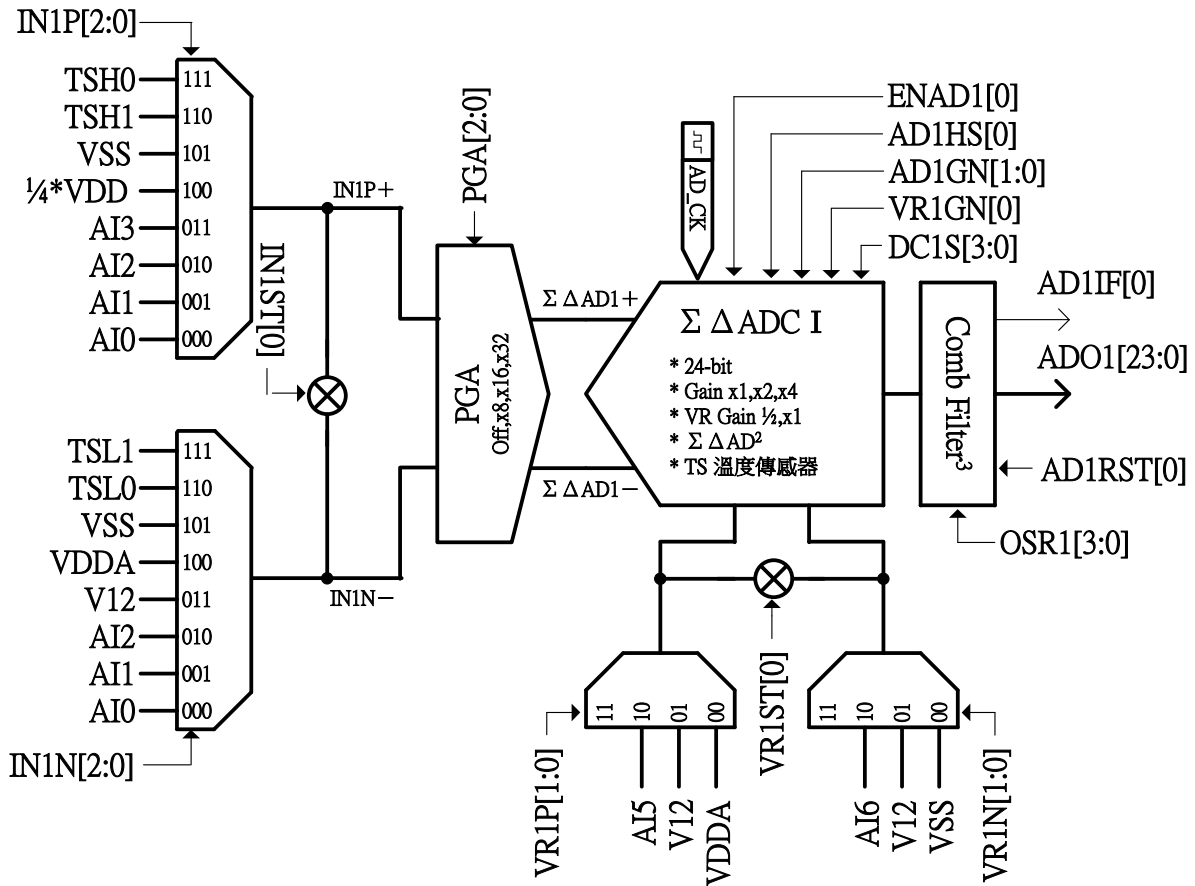 IN1P[2:0]
TSH0 111
TSH1 110
VSS 101
¼*VDD 100
AI3 011
AI2 010
AI1 001
AI0 000
IN1P+
IN1ST[0]
TSL1 111
TSL0 110
VSS 101
VDDA 100
V12 011
AI2 010
AI1 001
AI0 000
IN1N−
IN1N[2:0]
PGA[2:0]
PGA
Off,x8,x16,x32
ΣΔAD1+
ΣΔAD1−
AD_CK
ENAD1[0]
AD1HS[0]
AD1GN[1:0]
VR1GN[0]
DC1S[3:0]
ΣΔADC I
* 24-bit
* Gain x1,x2,x4
* VR Gain ½,x1
* ΣΔAD²
* TS 溫度傳感器
Comb Filter³
AD1IF[0]
ADO1[23:0]
AD1RST[0]
OSR1[3:0]
VR1P[1:0]
11 10 01 00
AI5 V12 VDDA
VR1ST[0]
11 10 01 00
AI6 V12 VSS
VR1N[1:0]